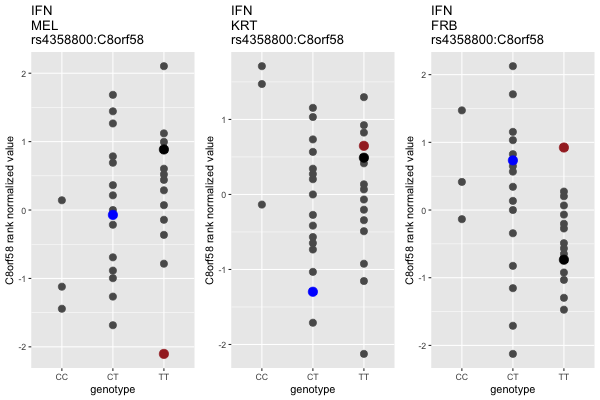 IFN
MEL
rs4358800:C8orf58
C8orf58 rank normalized value
2
1
0
-1
-2
CC
CT
TT
genotype
IFN
KRT
rs4358800:C8orf58
C8orf58 rank normalized value
1
0
-1
-2
CC
CT
TT
genotype
IFN
FRB
rs4358800:C8orf58
C8orf58 rank normalized value
2
1
0
-1
-2
CC
CT
TT
genotype